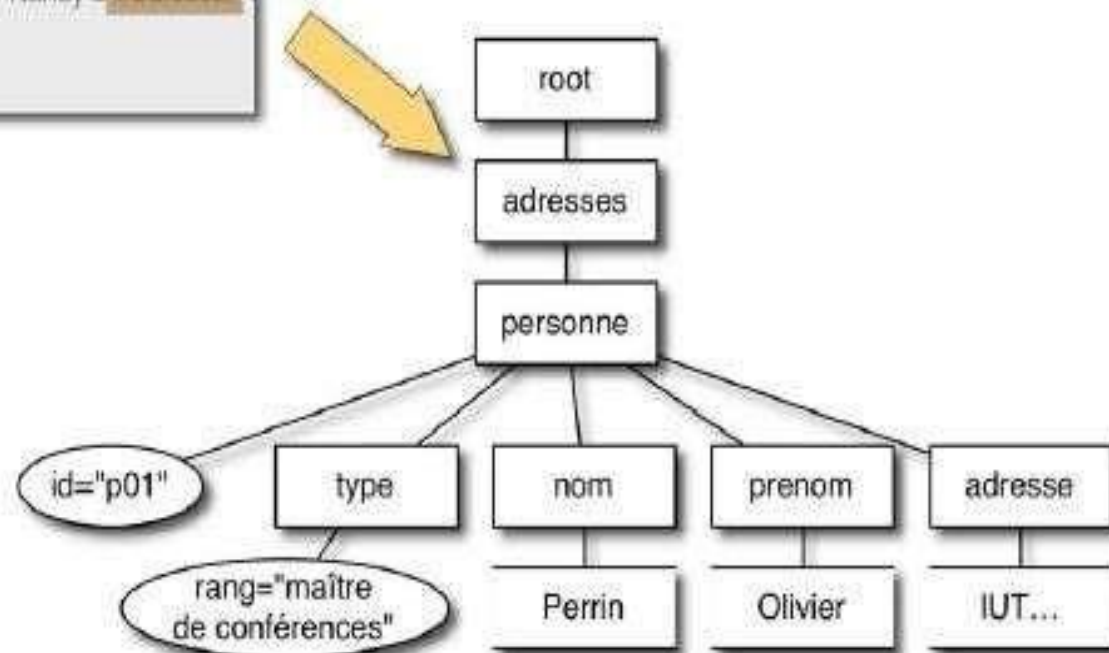 root
adresses
personne
id="p01"
type
nom
prenom
adresse
rang="maître
de conférences"
Perrin
Olivier
IUT...